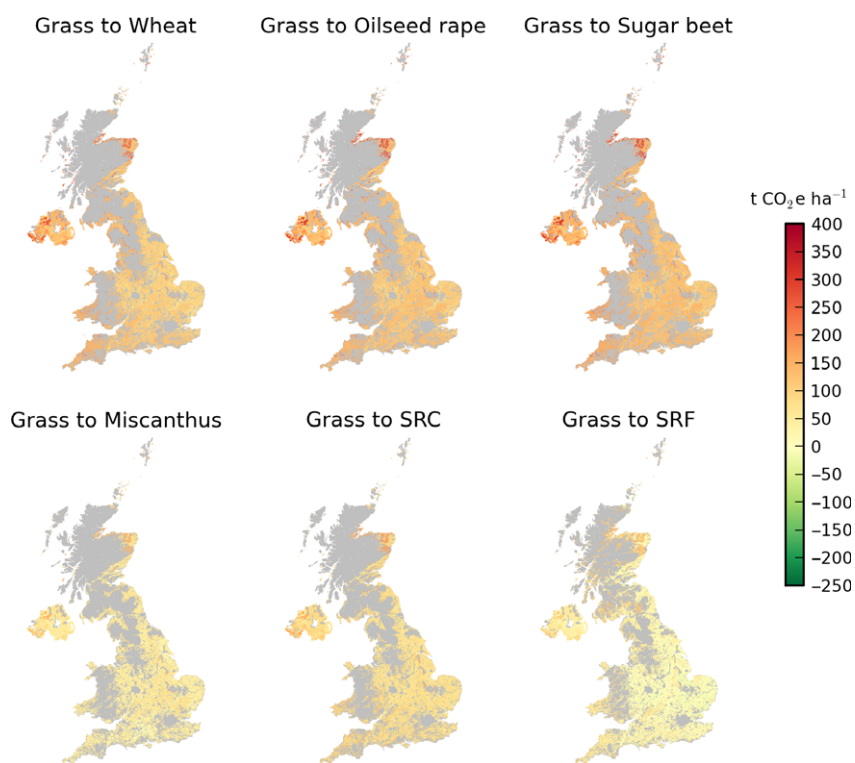 Grass to Wheat
Grass to Oilseed rape
Grass to Sugar beet
t CO₂e ha⁻¹
400
350
300
250
200
150
100
50
0
−50
−100
−150
−200
−250
Grass to Miscanthus
Grass to SRC
Grass to SRF